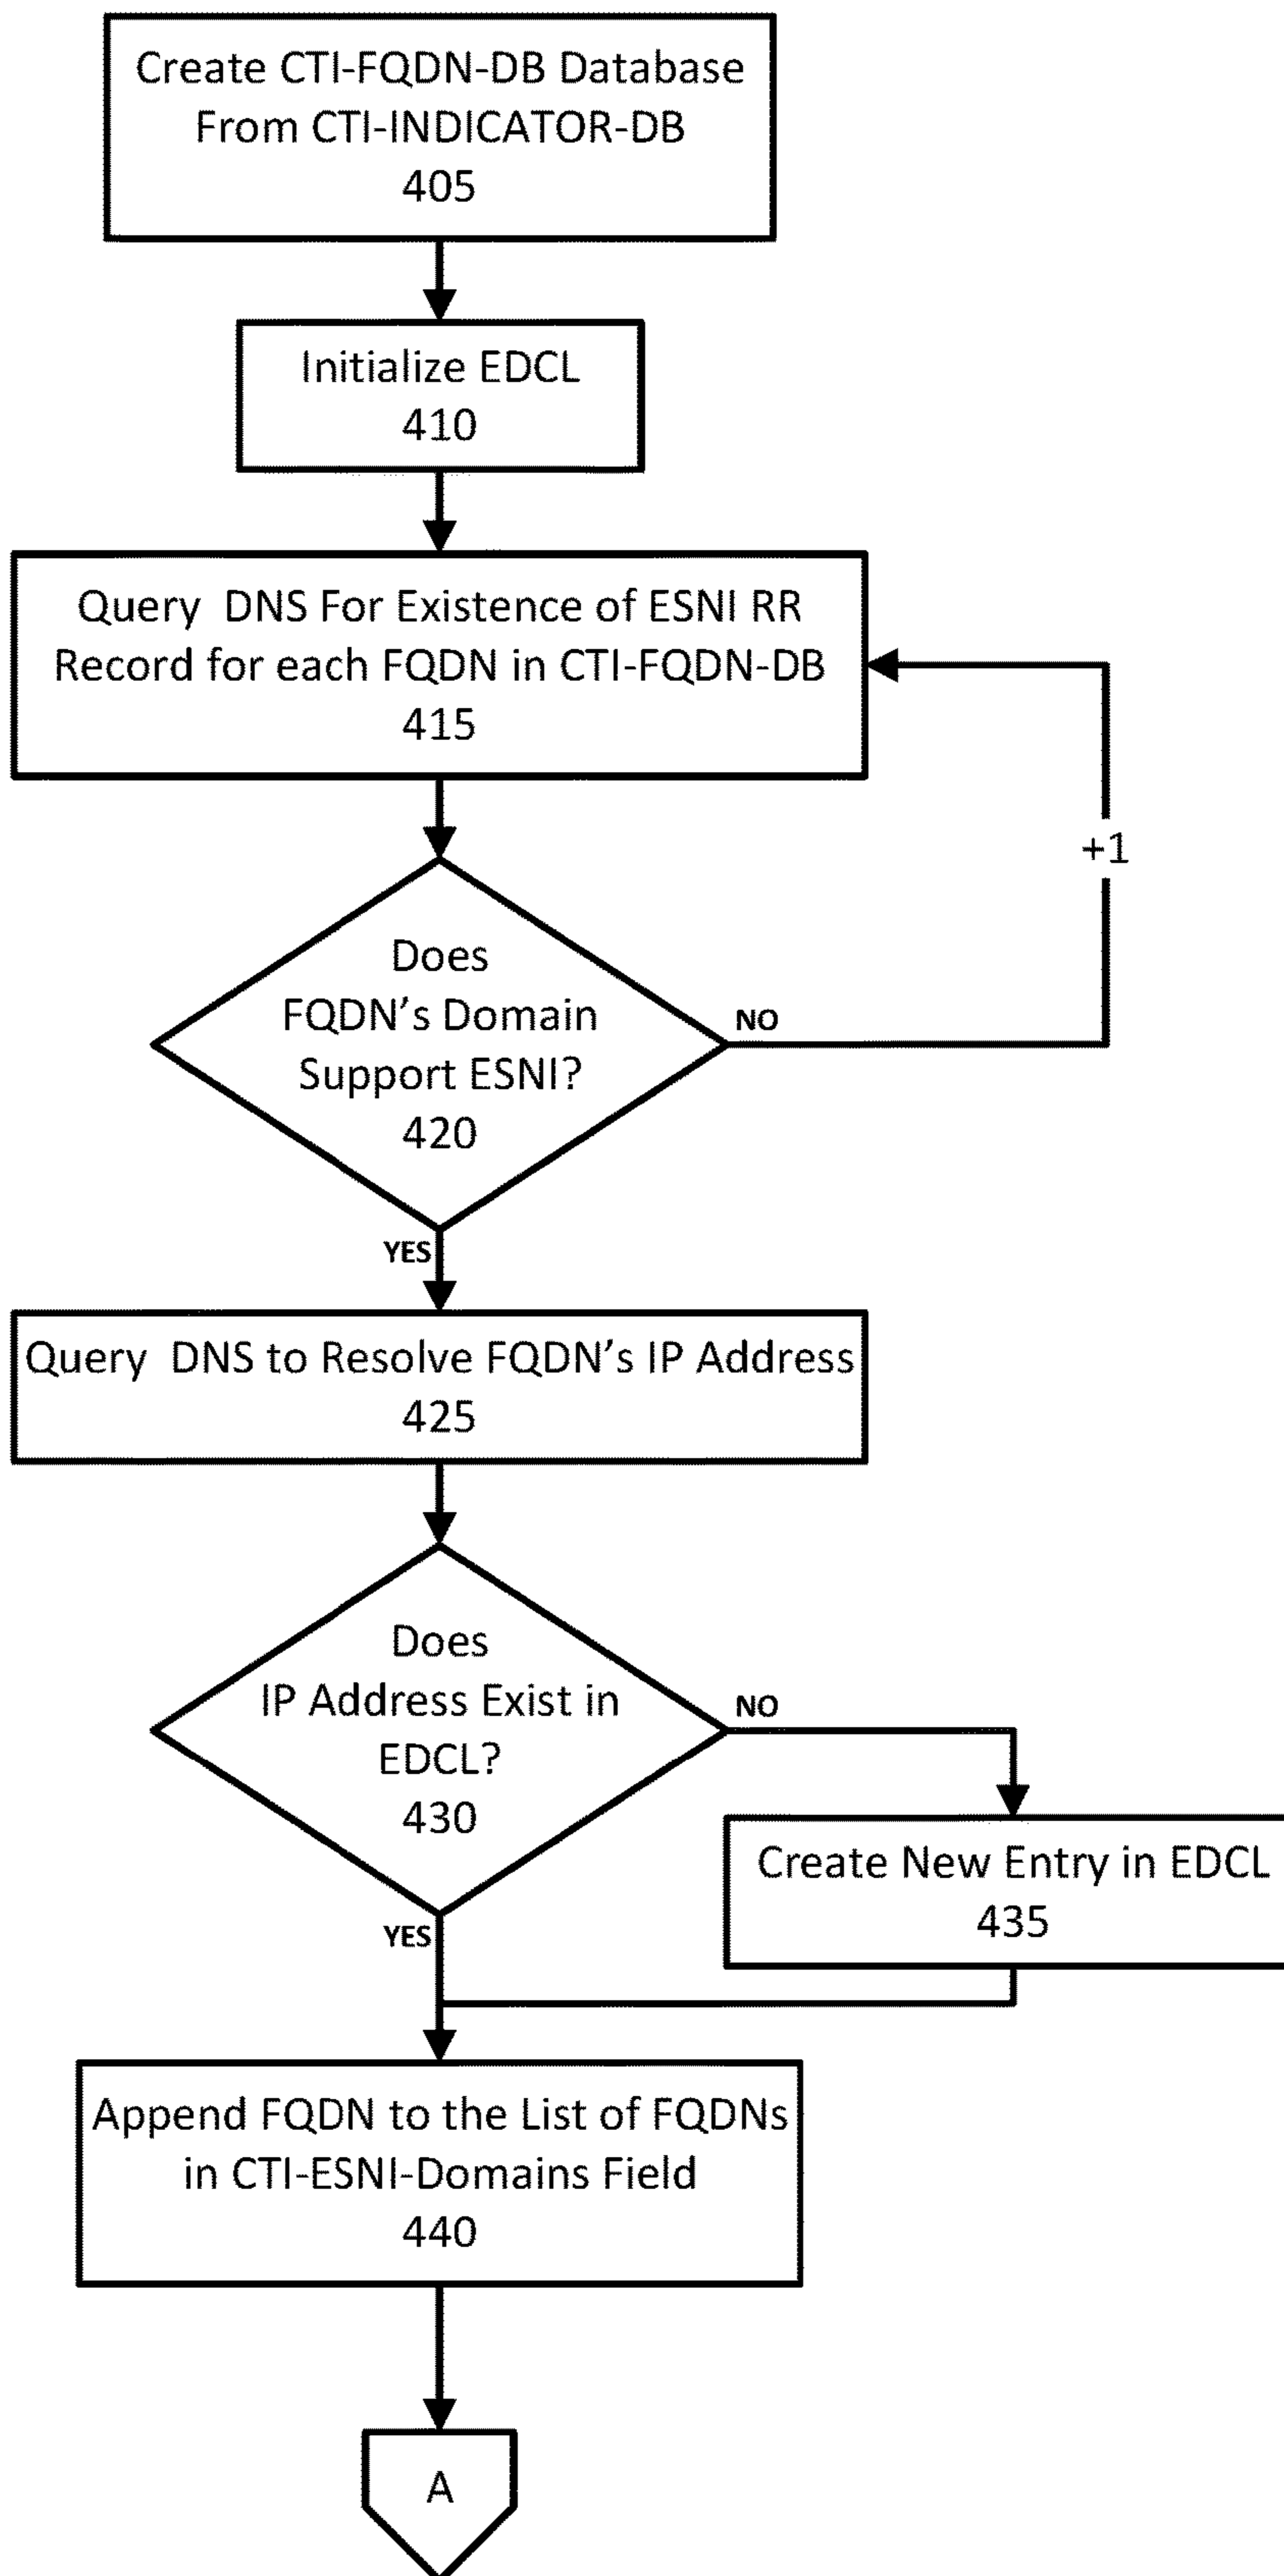 Create CTI-FQDN-DB Database
From CTI-INDICATOR-DB
405
Initialize EDCL
410
Query DNS For Existence of ESNI RR
Record for each FQDN in CTI-FQDN-DB
415
+1
Does
FQDN’s Domain
Support ESNI?
420
NO
YES
Query DNS to Resolve FQDN’s IP Address
425
Does
IP Address Exist in
EDCL?
430
NO
Create New Entry in EDCL
435
YES
Append FQDN to the List of FQDNs
in CTI-ESNI-Domains Field
440
A